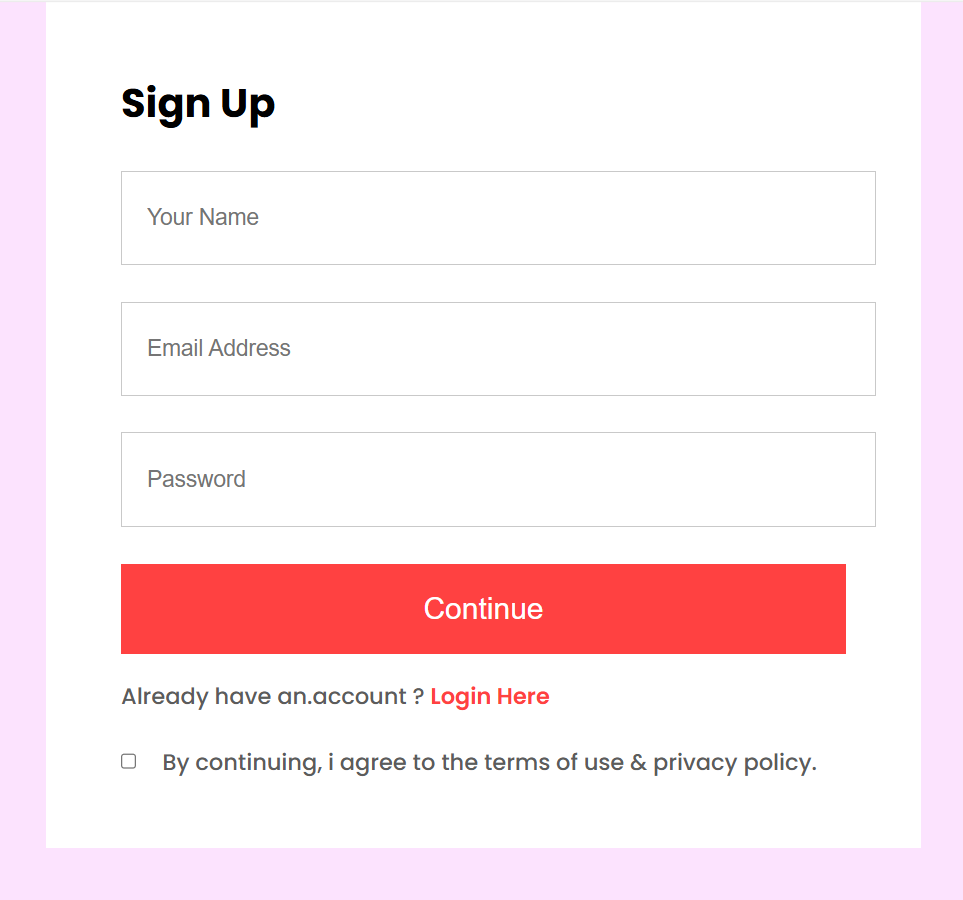 Sign Up
Your Name
Email Address
Password
Continue
Already have an.account ? Login Here
By continuing, i agree to the terms of use & privacy policy.